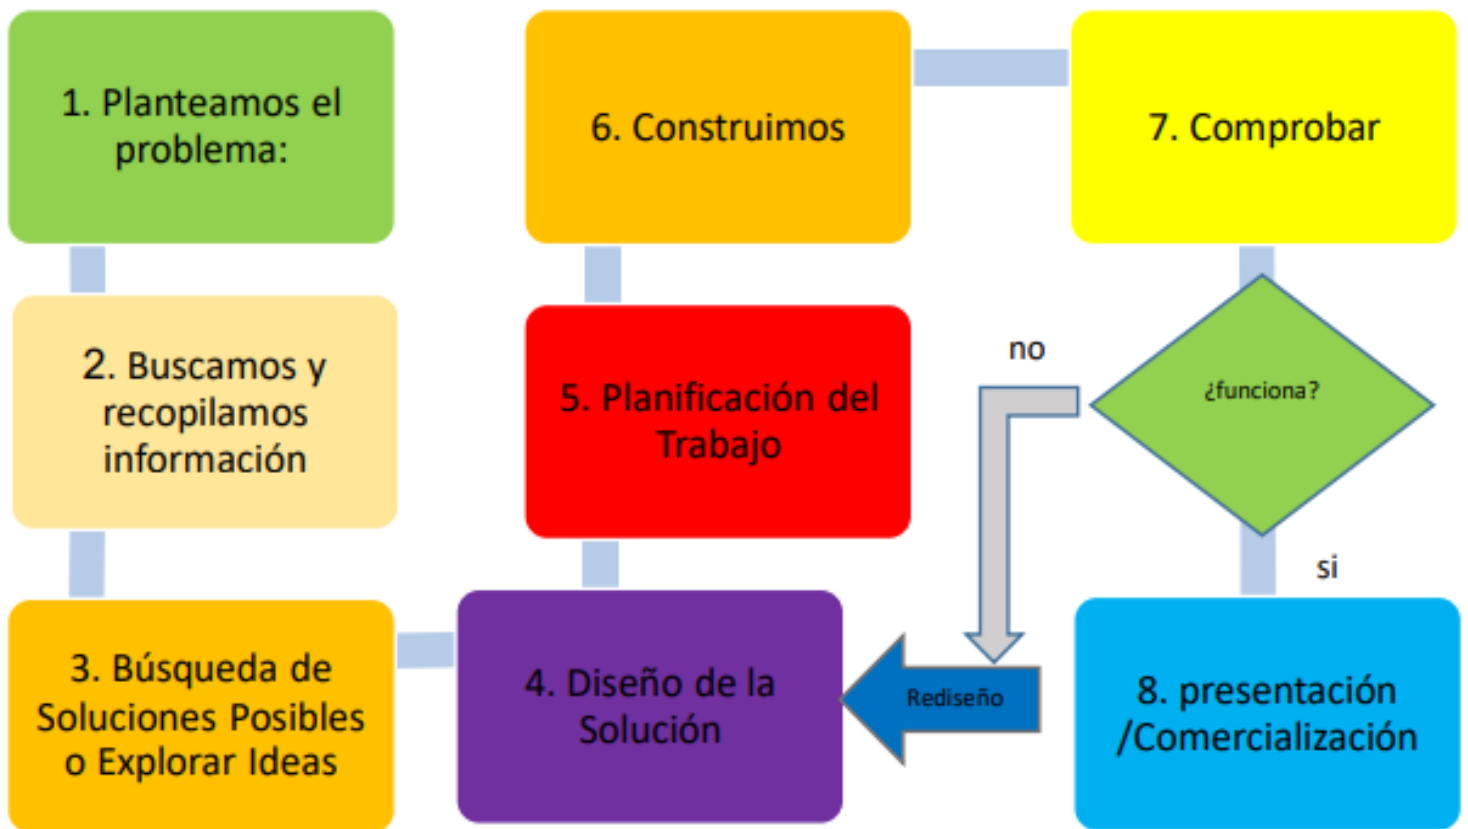 1. Planteamos el
problema:
2. Buscamos y
recopilamos
información
3. Búsqueda de
Soluciones Posibles
o Explorar Ideas
4. Diseño de la
Solución
5. Planificación del
Trabajo
6. Construimos
7. Comprobar
¿funciona?
no
Rediseño
si
8. presentación
/Comercialización